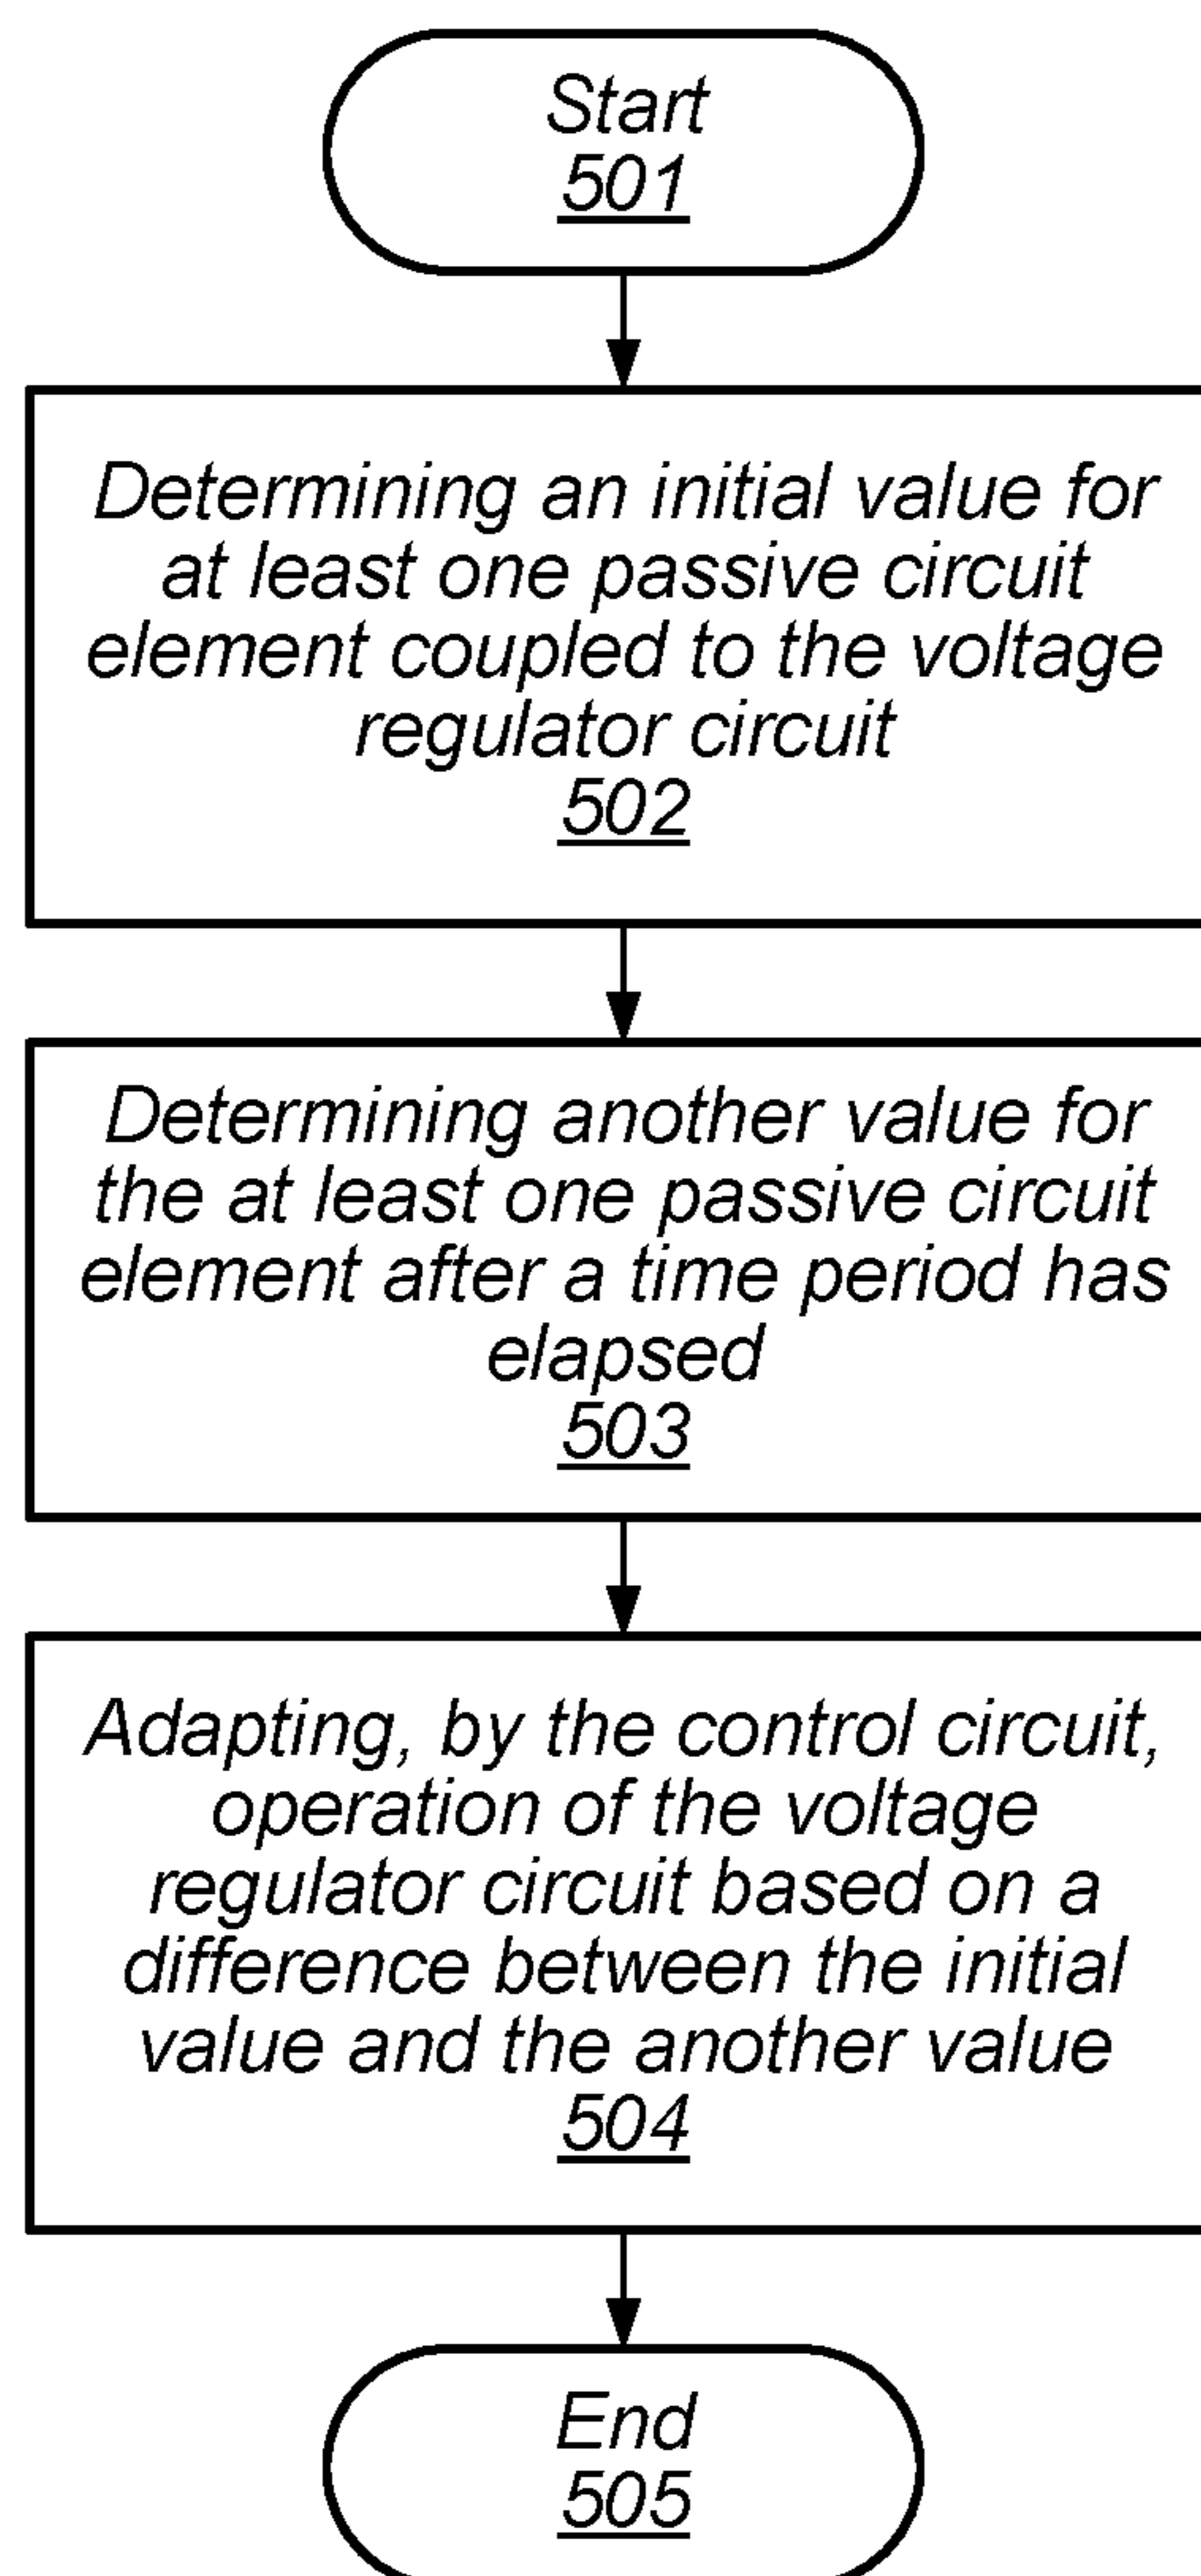 Start
501
Determining an initial value for
at least one passive circuit
element coupled to the voltage
regulator circuit
502
Determining another value for
the at least one passive circuit
element after a time period has
elapsed
503
Adapting, by the control circuit,
operation of the voltage
regulator circuit based on a
difference between the initial
value and the another value
504
End
505